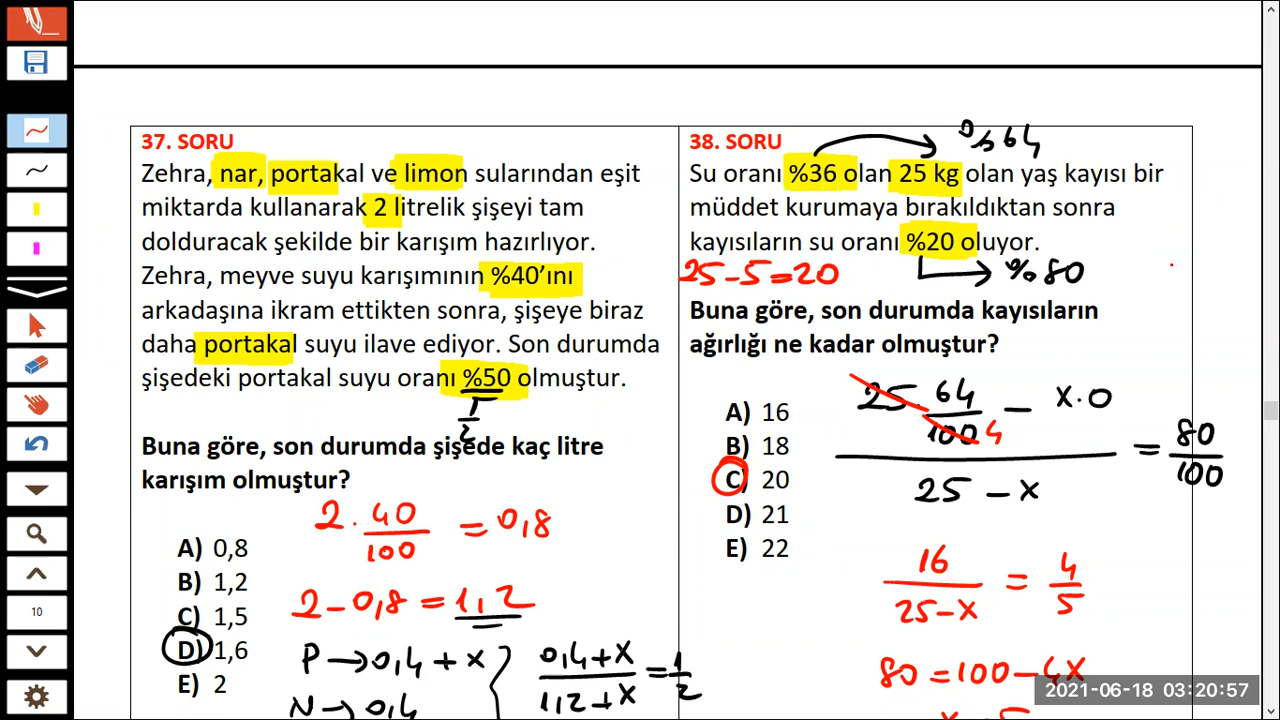 37. SORU
Zehra, nar, portakal ve limon sularından eşit
miktarda kullanarak 2 litrelik şişeyi tam
dolduracak şekilde bir karışım hazırlıyor.
Zehra, meyve suyu karışımının %40’ını
arkadaşına ikram ettikten sonra, şişeye biraz
daha portakal suyu ilave ediyor. Son durumda
şişedeki portakal suyu oranı %50 olmuştur.
1/2
Buna göre, son durumda şişede kaç litre
karışım olmuştur?
2 . 40/100 = 0,8
A) 0,8
B) 1,2
2 - 0,8 = 1,2
C) 1,5
D) 1,6
E) 2
P → 0,4 + x
N → 0,4
0,4+x / 1,2+x = 1/2
38. SORU
%64
Su oranı %36 olan 25 kg olan yaş kayısı bir
müddet kurumaya bırakıldıktan sonra
kayısıların su oranı %20 oluyor.
25-5=20
%80
Buna göre, son durumda kayısıların
ağırlığı ne kadar olmuştur?
A) 16
B) 18
C) 20
D) 21
E) 22
25 . 64/100 4 - x.0
25 - x
= 80/100
16/25-x = 4/5
80 = 100 - 4x
10
2021-06-18 03:20:57